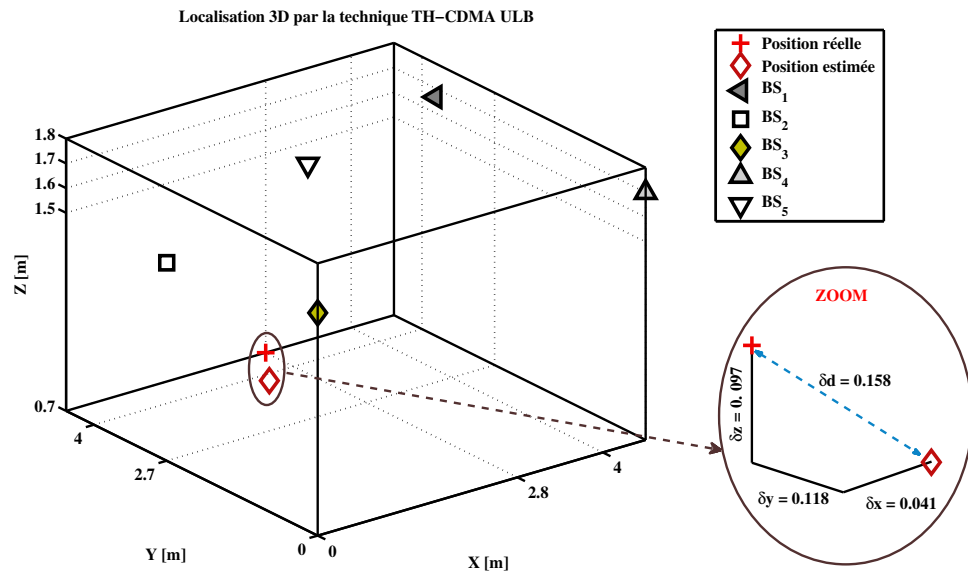 Localisation 3D par la technique TH−CDMA ULB
Position réelle
Position estimée
BS1
BS2
BS3
BS4
BS5
1.8
1.7
1.6
1.5
0.7
Z [m]
4
2.7
0
Y [m]
0
2.8
4
X [m]
ZOOM
δd = 0.158
δz = 0. 097
δy = 0.118
δx = 0.041